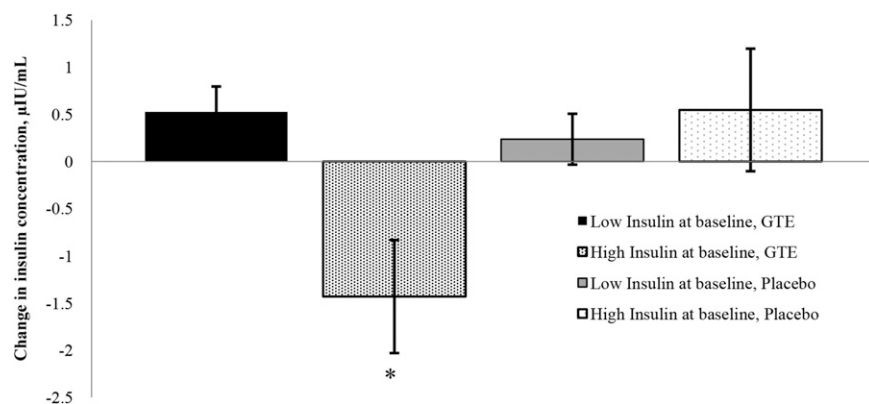 Change in insulin concentration, µIU/mL
1.5
1
0.5
0
-0.5
-1
-1.5
-2
-2.5
*
Low Insulin at baseline, GTE
High Insulin at baseline, GTE
Low Insulin at baseline, Placebo
High Insulin at baseline, Placebo